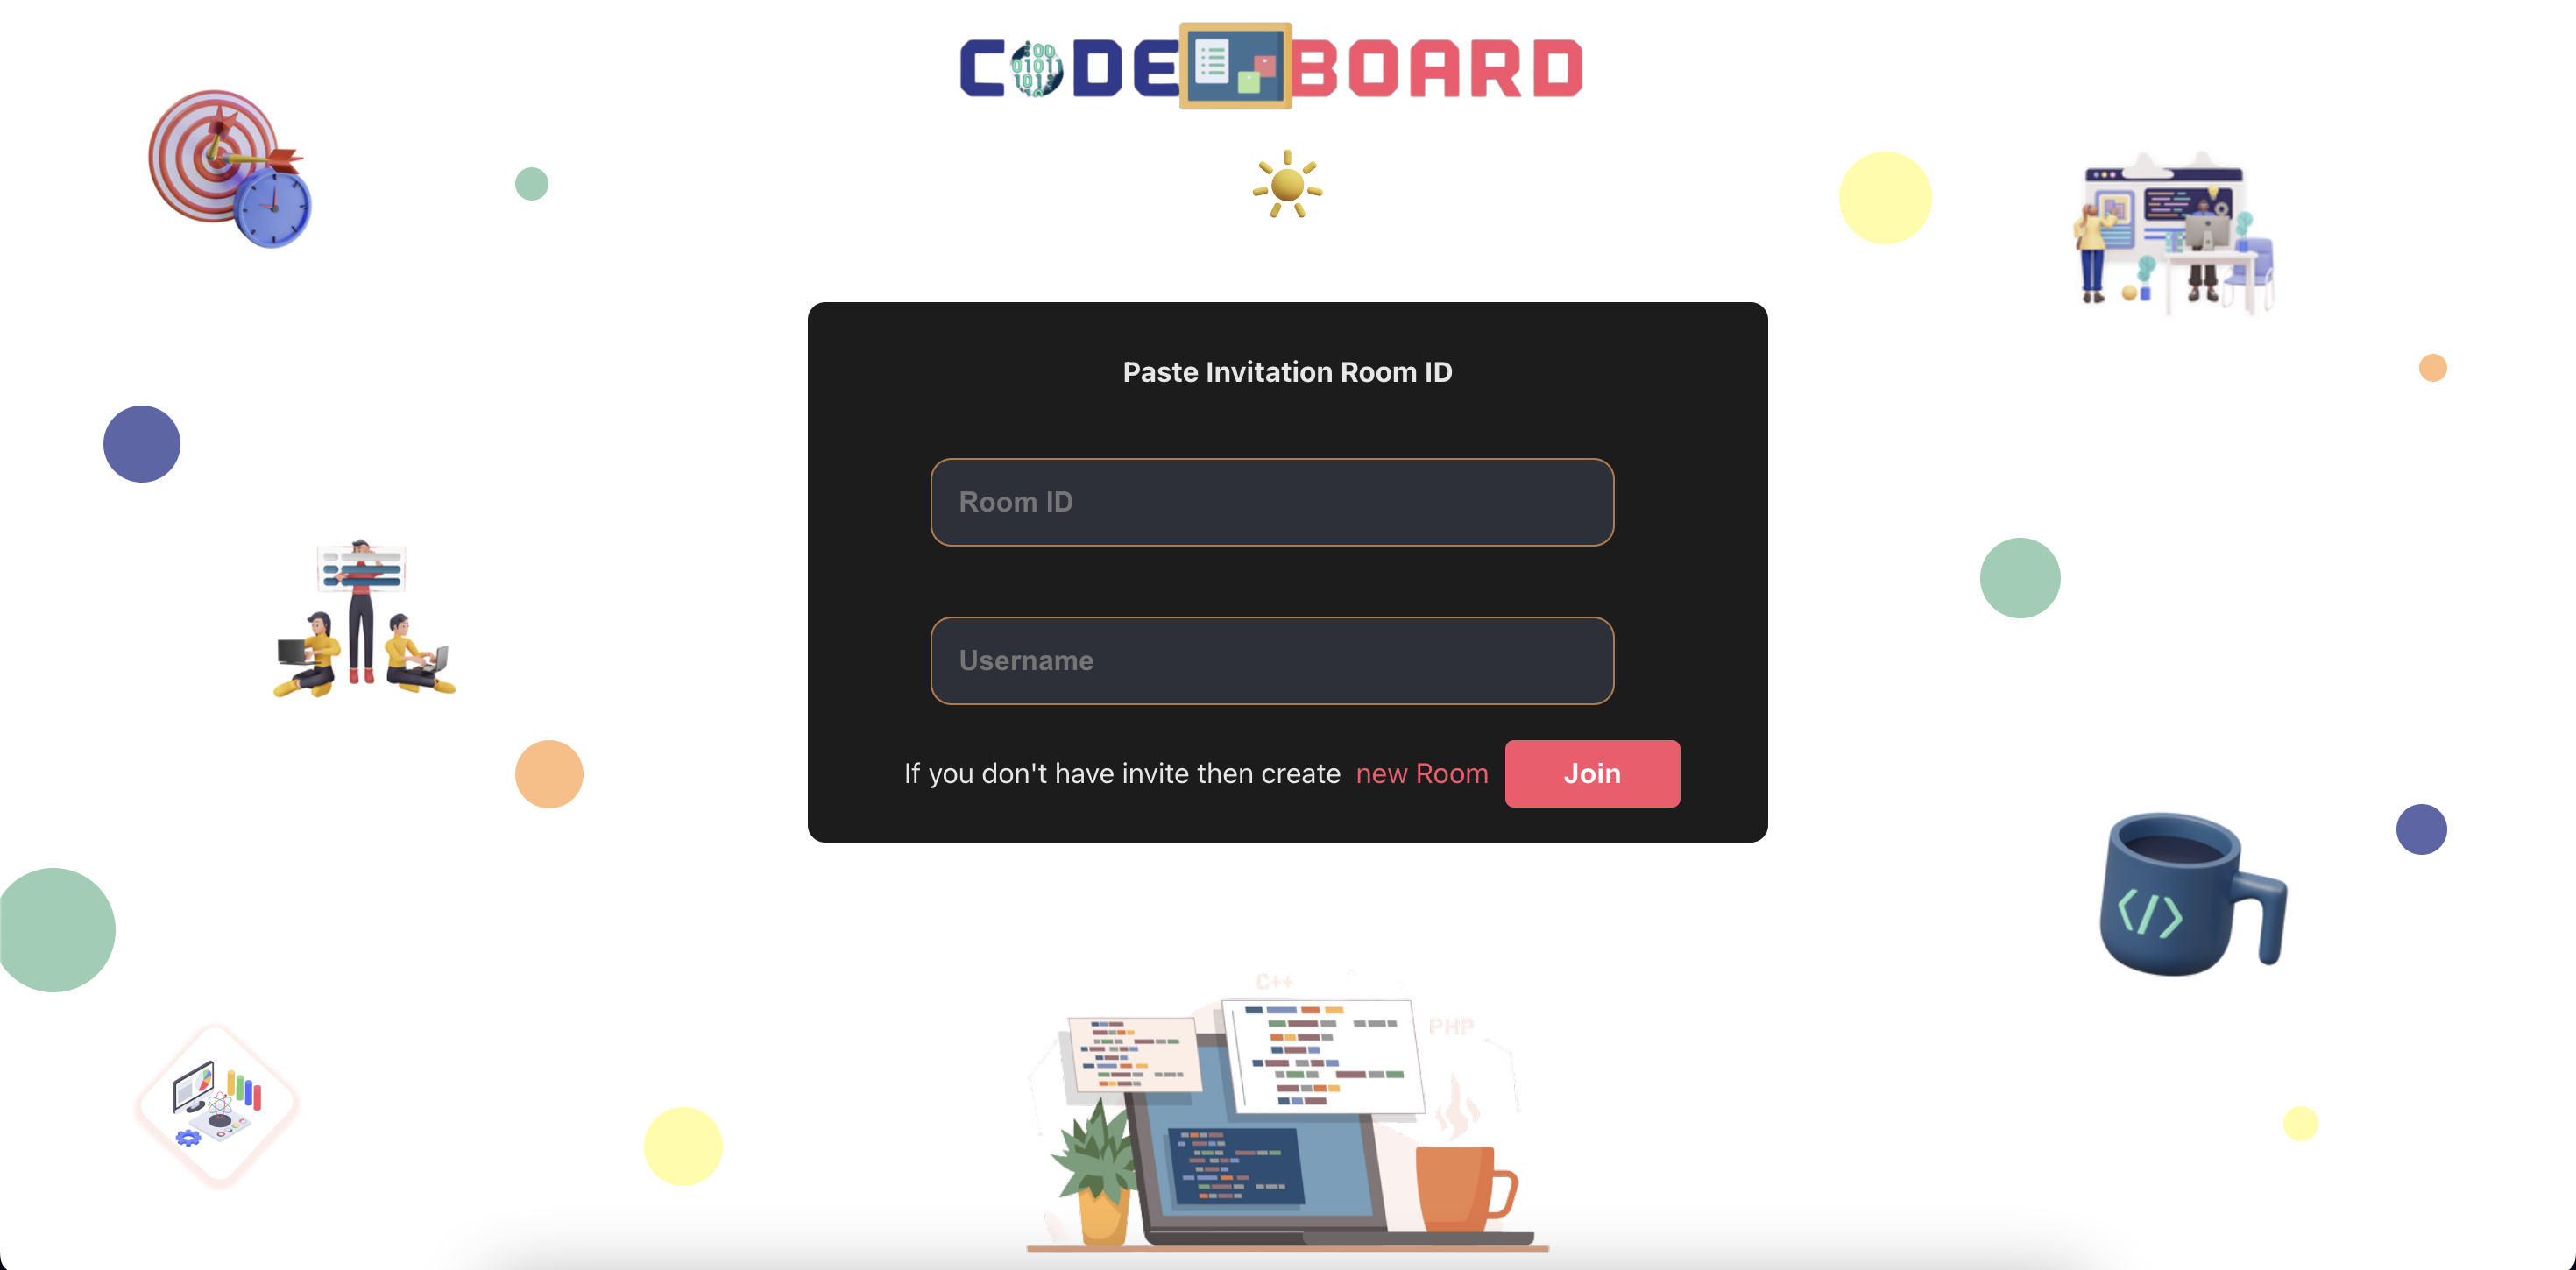 CODE BOARD
Paste Invitation Room ID
Room ID
Username
If you don't have invite then create new Room Join
C++
PHP